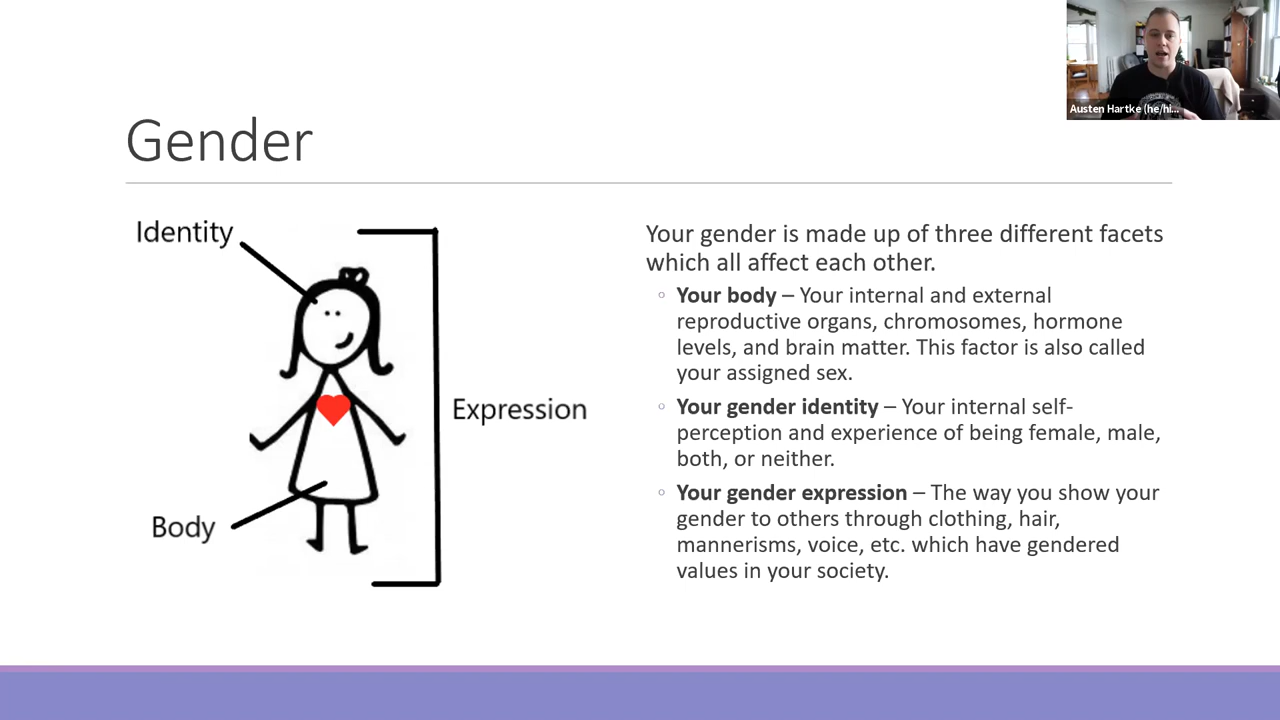 Austen Hartke (he/hi...
Gender
Identity
Expression
Body
Your gender is made up of three different facets
which all affect each other.
◦ Your body – Your internal and external
reproductive organs, chromosomes, hormone
levels, and brain matter. This factor is also called
your assigned sex.
◦ Your gender identity – Your internal self-
perception and experience of being female, male,
both, or neither.
◦ Your gender expression – The way you show your
gender to others through clothing, hair,
mannerisms, voice, etc. which have gendered
values in your society.